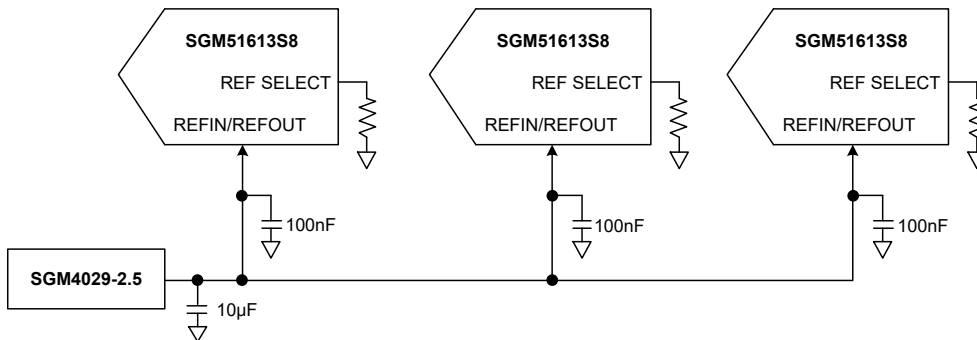 SGM51613S8
REF SELECT
REFIN/REFOUT
100nF
SGM51613S8
REF SELECT
REFIN/REFOUT
100nF
SGM51613S8
REF SELECT
REFIN/REFOUT
100nF
SGM4029-2.5
10μF